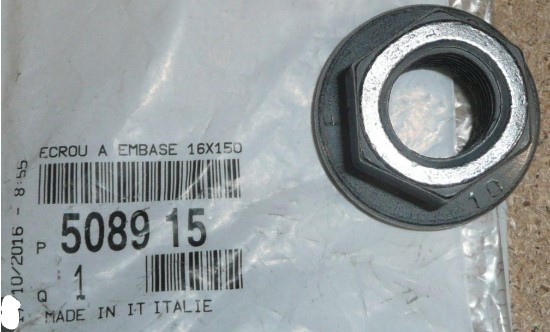 ECROU A EMBASE 16X150
P 5089 15
Q 1
MADE IN IT ITALIE
10/2016 - 8:55
10